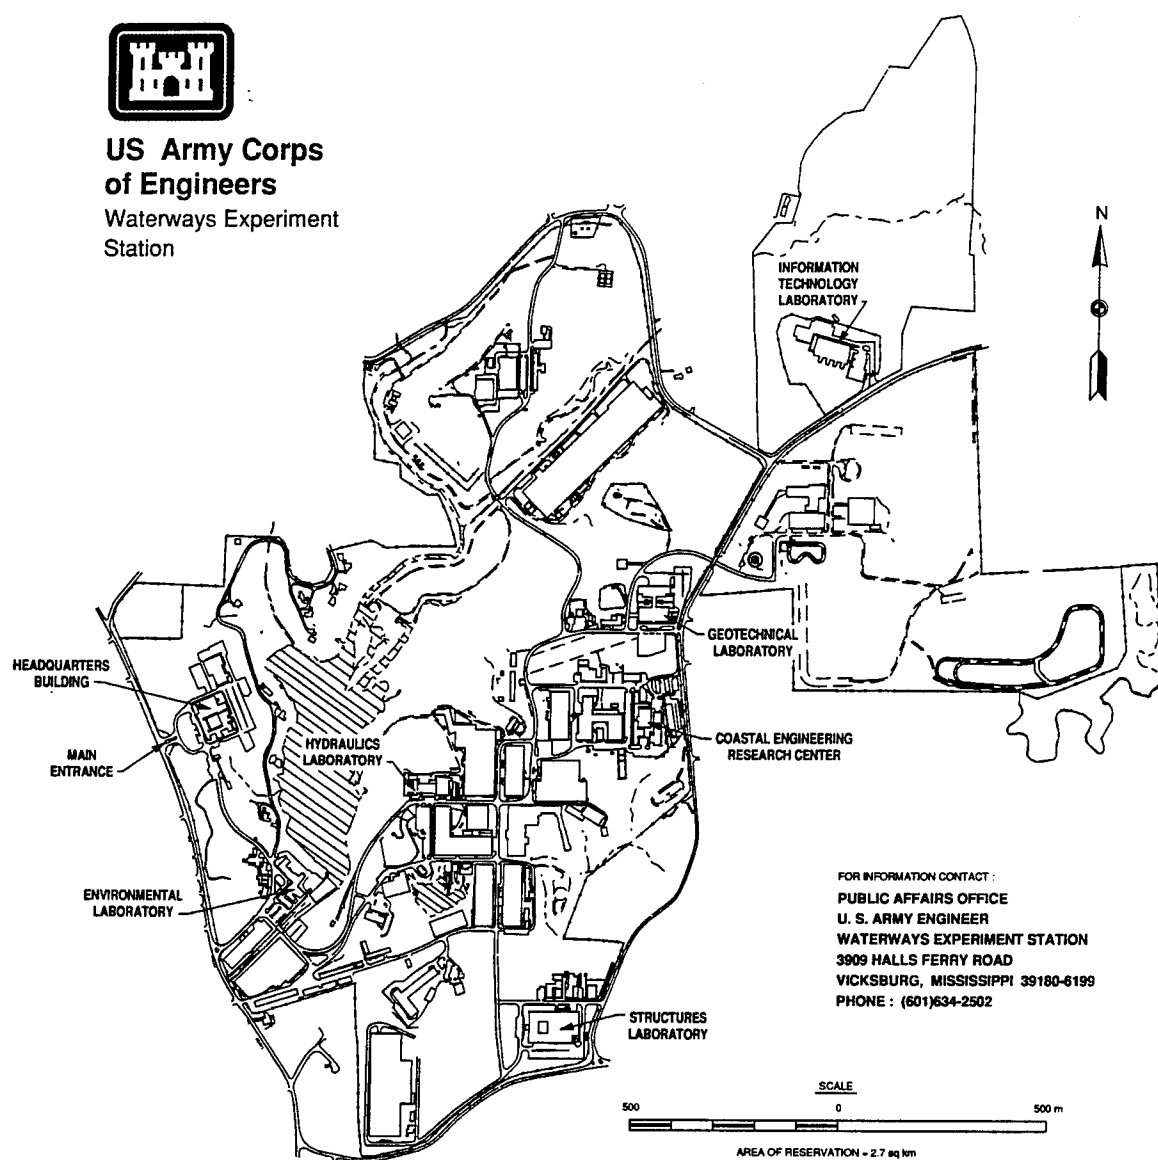 US Army Corps
of Engineers
Waterways Experiment
Station
N
INFORMATION
TECHNOLOGY
LABORATORY
GEOTECHNICAL
LABORATORY
HEADQUARTERS
BUILDING
MAIN
ENTRANCE
HYDRAULICS
LABORATORY
COASTAL ENGINEERING
RESEARCH CENTER
ENVIRONMENTAL
LABORATORY
STRUCTURES
LABORATORY
FOR INFORMATION CONTACT :
PUBLIC AFFAIRS OFFICE
U. S. ARMY ENGINEER
WATERWAYS EXPERIMENT STATION
3909 HALLS FERRY ROAD
VICKSBURG, MISSISSIPPI 39180-6199
PHONE : (601)634-2502
SCALE
500 0 500 m
AREA OF RESERVATION = 2.7 sq km